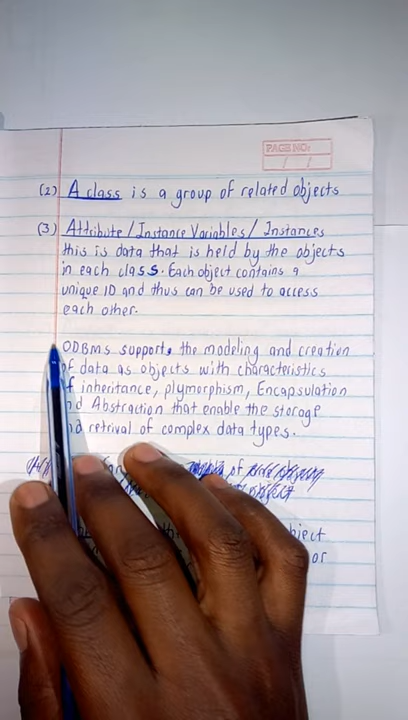 PAGE NO:
/ /
(2) A class is a group of related objects
(3) Attribute/Instance Variables/Instances
this is data that is held by the objects
in each class. Each object contains a
unique ID and thus can be used to access
each other.
ODBMS supports the modeling and creation
of data as objects with characteristics
inheritance, plymorphism, Encapsulation
Abstraction that enable the storage
retrival of complex data types.
of
bject
or